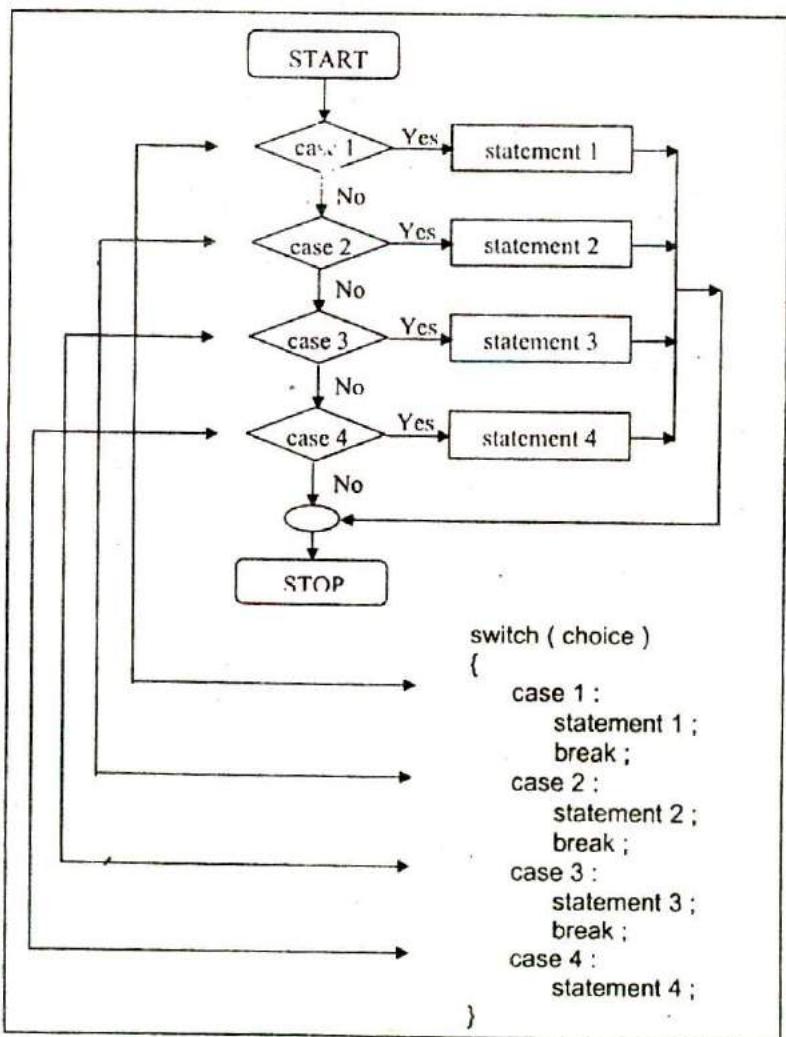 START
case 1 Yes statement 1
No
case 2 Yes statement 2
No
case 3 Yes statement 3
No
case 4 Yes statement 4
No
STOP
switch ( choice )
{
case 1 :
statement 1 ;
break ;
case 2 :
statement 2 ;
break ;
case 3 :
statement 3 ;
break ;
case 4 :
statement 4 ;
}